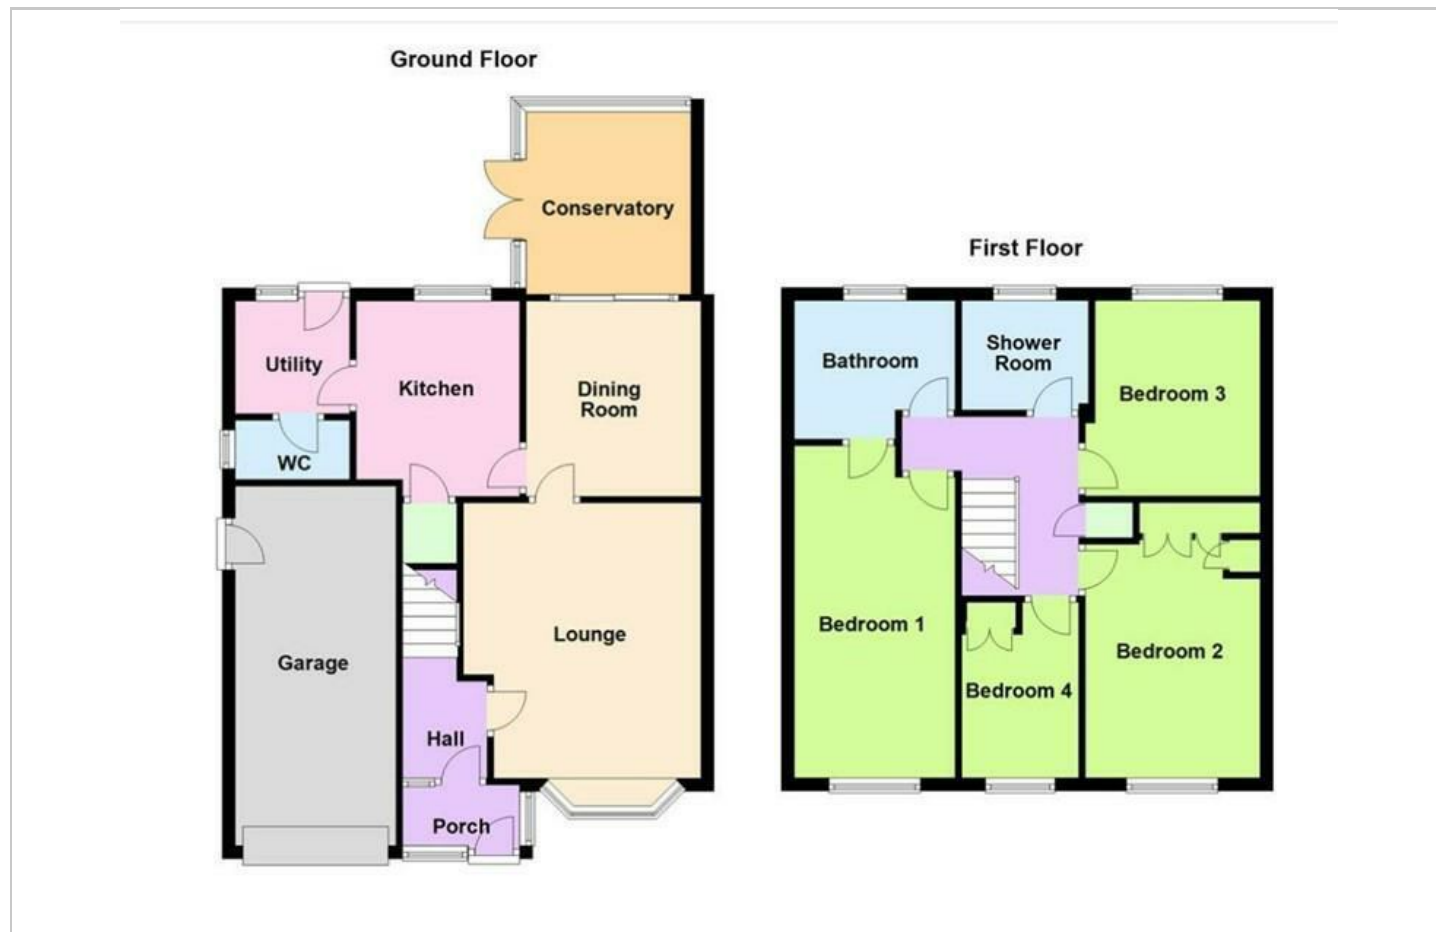 Ground Floor
Conservatory
Utility
Kitchen
Dining
Room
WC
Garage
Lounge
Hall
Porch
First Floor
Bathroom
Shower
Room
Bedroom 3
Bedroom 1
Bedroom 2
Bedroom 4